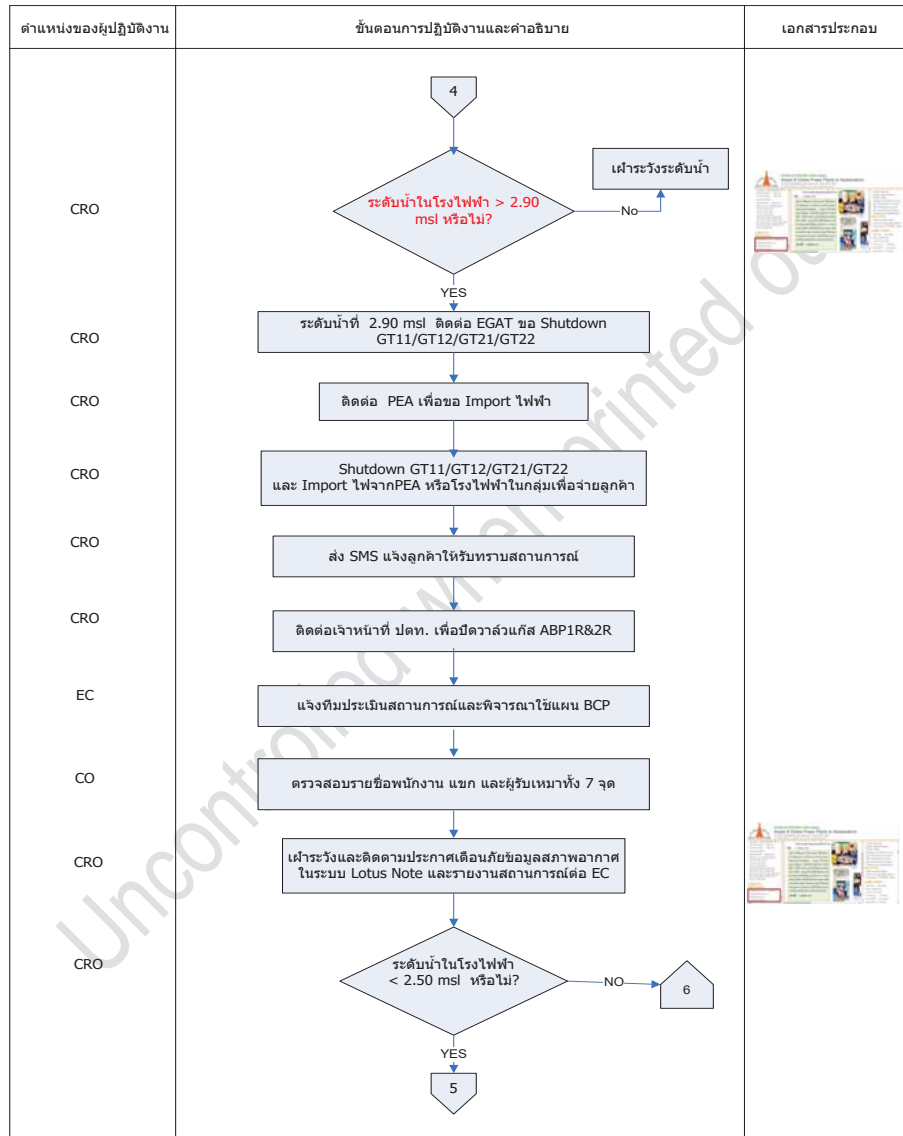 ตำแหน่งของผู้ปฏิบัติงาน
ขั้นตอนการปฏิบัติงานและคำอธิบาย
เอกสารประกอบ
4
เฝ้าระวังระดับน้ำ
CRO
ระดับน้ำในโรงไฟฟ้า > 2.90
msl หรือไม่?
No
YES
CRO
ระดับน้ำที่ 2.90 msl ติดต่อ EGAT ขอ Shutdown
GT11/GT12/GT21/GT22
CRO
ติดต่อ PEA เพื่อขอ Import ไฟฟ้า
CRO
Shutdown GT11/GT12/GT21/GT22
และ Import ไฟจากPEA หรือโรงไฟฟ้าในกลุ่มเพื่อจ่ายลูกค้า
CRO
ส่ง SMS แจ้งลูกค้าให้รับทราบสถานการณ์
CRO
ติดต่อเจ้าหน้าที่ ปตท. เพื่อปิดวาล์วแก๊ส ABP1R&2R
EC
แจ้งทีมประเมินสถานการณ์และพิจารณาใช้แผน BCP
CO
ตรวจสอบรายชื่อพนักงาน แขก และผู้รับเหมาทั้ง 7 จุด
CRO
เฝ้าระวังและติดตามประกาศเตือนภัยข้อมูลสภาพอากาศ
ในระบบ Lotus Note และรายงานสถานการณ์ต่อ EC
CRO
ระดับน้ำในโรงไฟฟ้า
< 2.50 msl หรือไม่?
NO
6
YES
5
Uncontrolled when printed ou